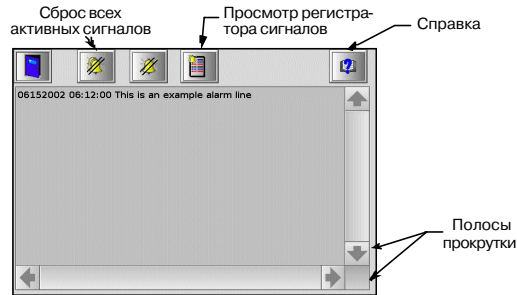 Сброс всех
активных сигналов
Просмотр регистра-
тора сигналов
Справка
06152002 06:12:00 This is an example alarm line
Полосы
прокрутки